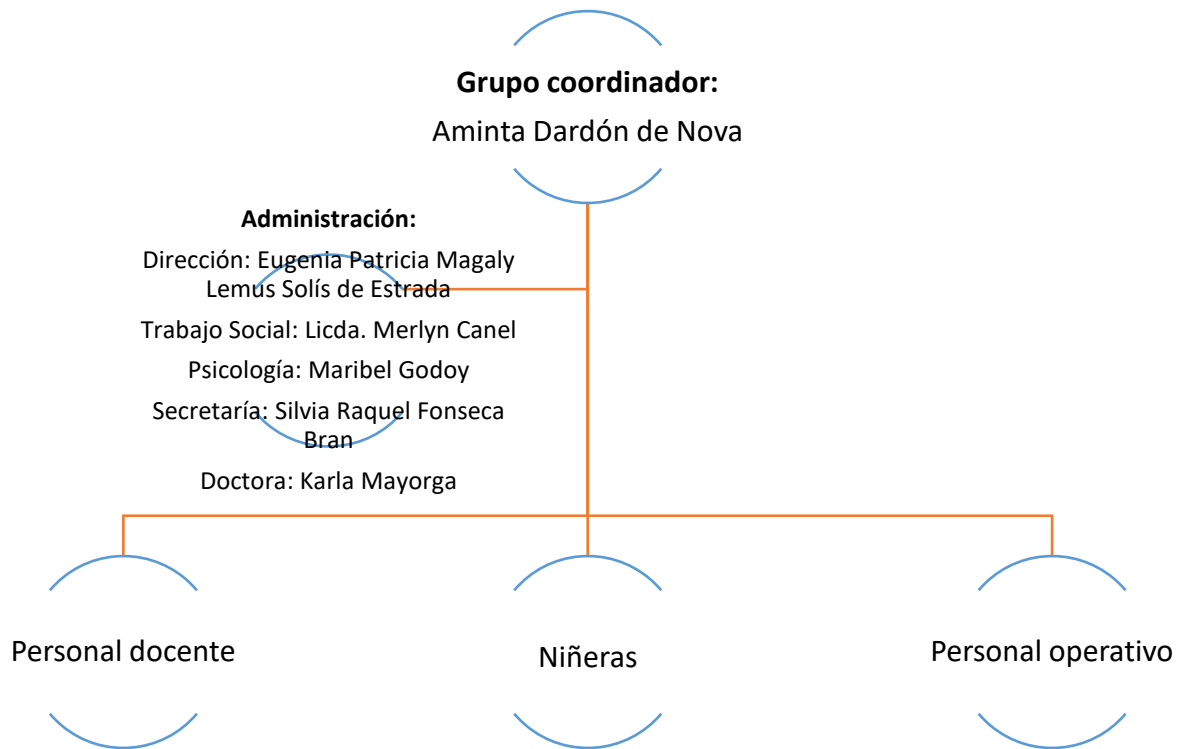 Grupo coordinador:
Aminta Dardón de Nova
Administración:
Dirección: Eugenia Patricia Magaly
Lemus Solís de Estrada
Trabajo Social: Licda. Merlyn Canel
Psicología: Maribel Godoy
Secretaría: Silvia Raquel Fonseca
Bran
Doctora: Karla Mayorga
Personal docente
Niñeras
Personal operativo